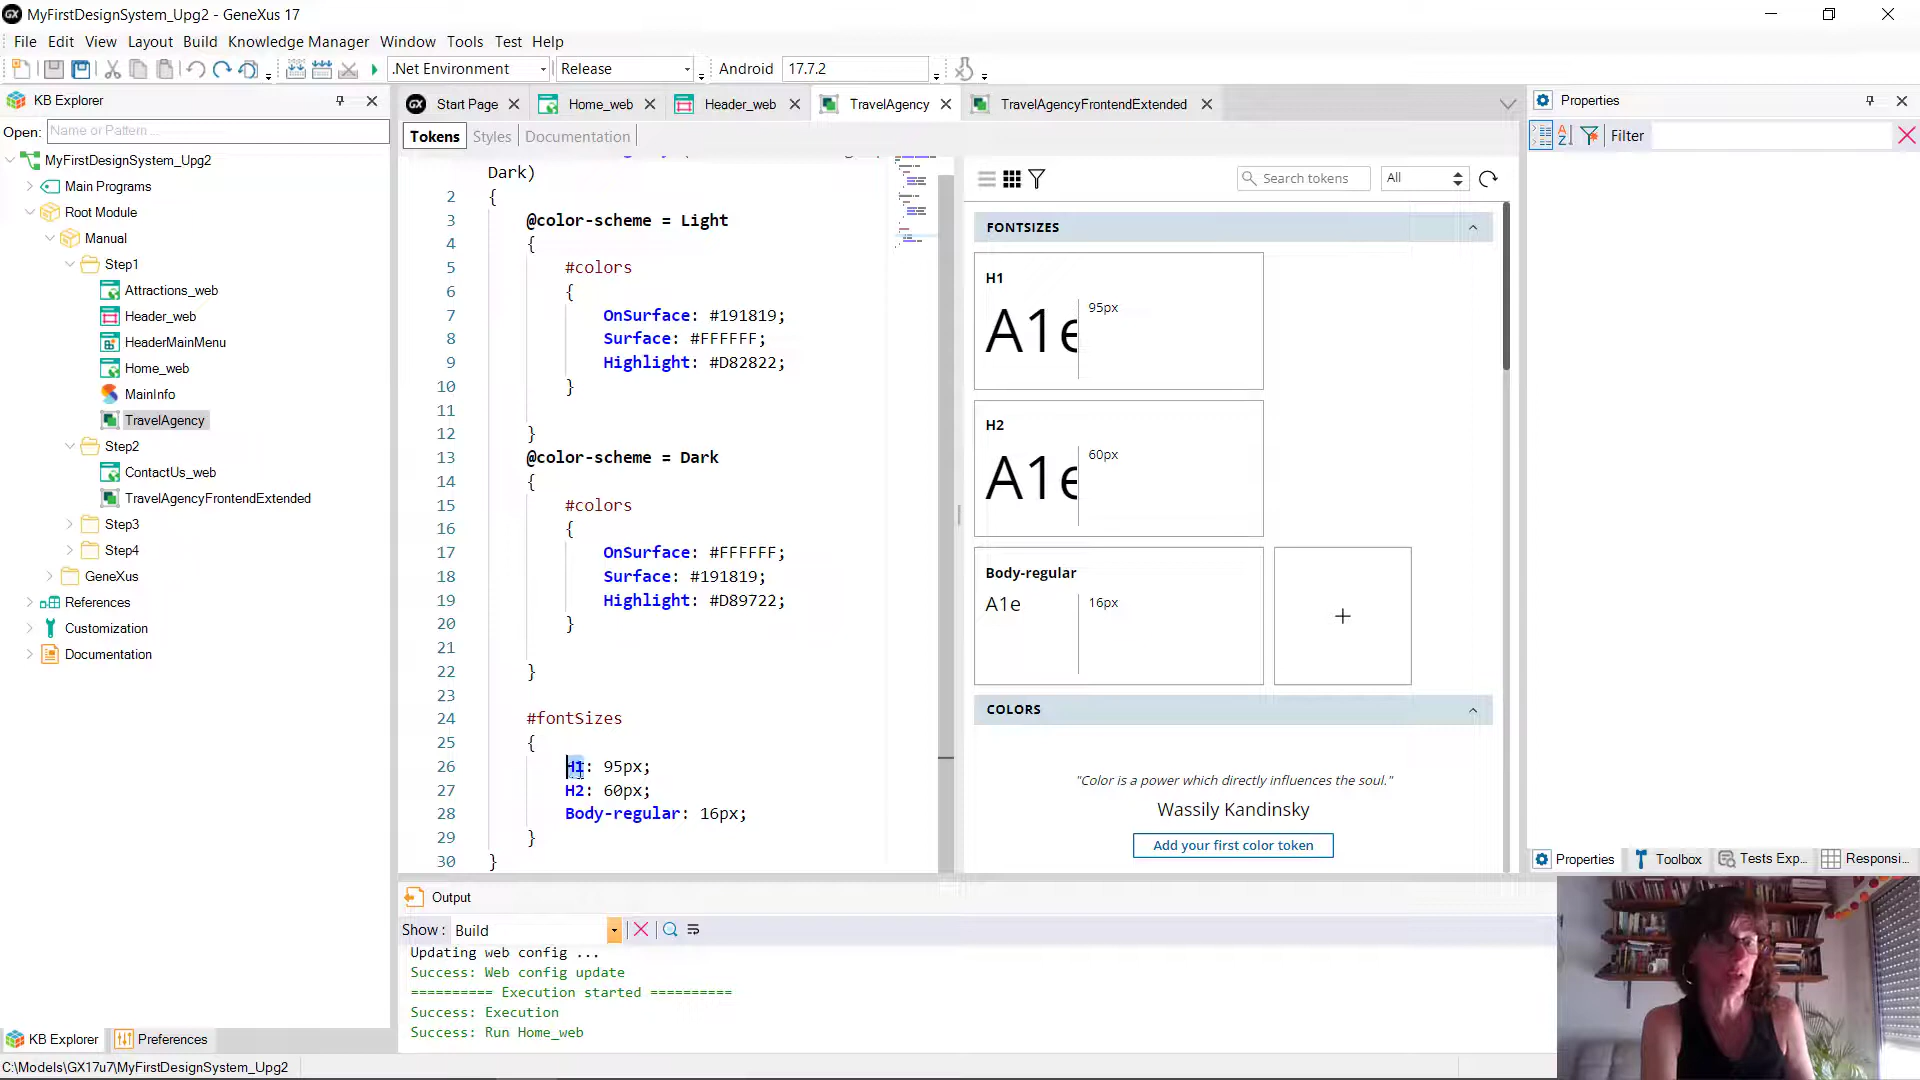 MyFirstDesignSystem_Upg2 - GeneXus 17
File Edit View Layout Build Knowledge Manager Window Tools Test Help
.Net Environment Release Android 17.7.2
KB Explorer
Open: Name or Pattern ...
MyFirstDesignSystem_Upg2
Main Programs
Root Module
Manual
Step1
Attractions_web
Header_web
HeaderMainMenu
Home_web
MainInfo
TravelAgency
Step2
ContactUs_web
TravelAgencyFrontendExtended
Step3
Step4
GeneXus
References
Customization
Documentation
KB Explorer Preferences
Start Page Home_web Header_web TravelAgency TravelAgencyFrontendExtended
Tokens Styles Documentation
Dark)
2 {
3 @color-scheme = Light
4 {
5 #colors
6 {
7 OnSurface: #191819;
8 Surface: #FFFFFF;
9 Highlight: #D82822;
10 }
11
12 }
13 @color-scheme = Dark
14 {
15 #colors
16 {
17 OnSurface: #FFFFFF;
18 Surface: #191819;
19 Highlight: #D89722;
20 }
21
22 }
23
24 #fontSizes
25 {
26 H1: 95px;
27 H2: 60px;
28 Body-regular: 16px;
29 }
30 }
Search tokens All
FONTSIZES
H1
A1e 95px
H2
A1e 60px
Body-regular
A1e 16px
+
COLORS
"Color is a power which directly influences the soul."
Wassily Kandinsky
Add your first color token
Properties
Filter
Properties Toolbox Tests Exp... Responsi...
Output
Show : Build
Updating web config ...
Success: Web config update
========== Execution started ==========
Success: Execution
Success: Run Home_web
C:\Models\GX17u7\MyFirstDesignSystem_Upg2